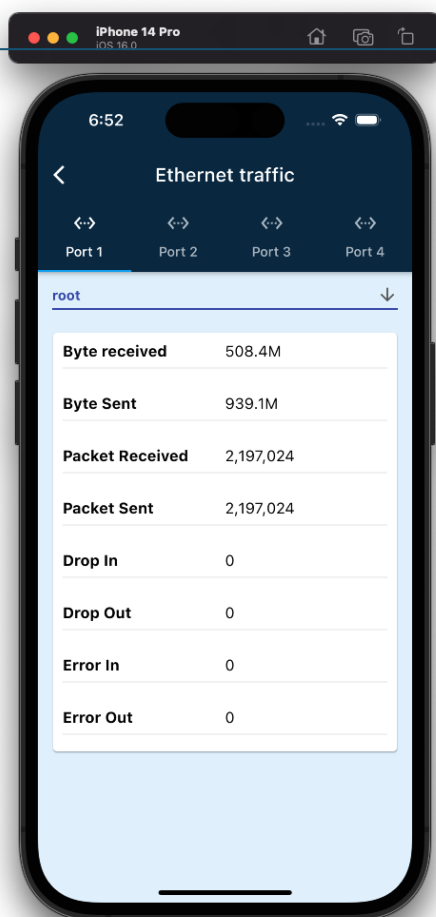 iPhone 14 Pro
iOS 16.0
6:52
Ethernet traffic
Port 1 Port 2 Port 3 Port 4
root
Byte received 508.4M
Byte Sent 939.1M
Packet Received 2,197,024
Packet Sent 2,197,024
Drop In 0
Drop Out 0
Error In 0
Error Out 0